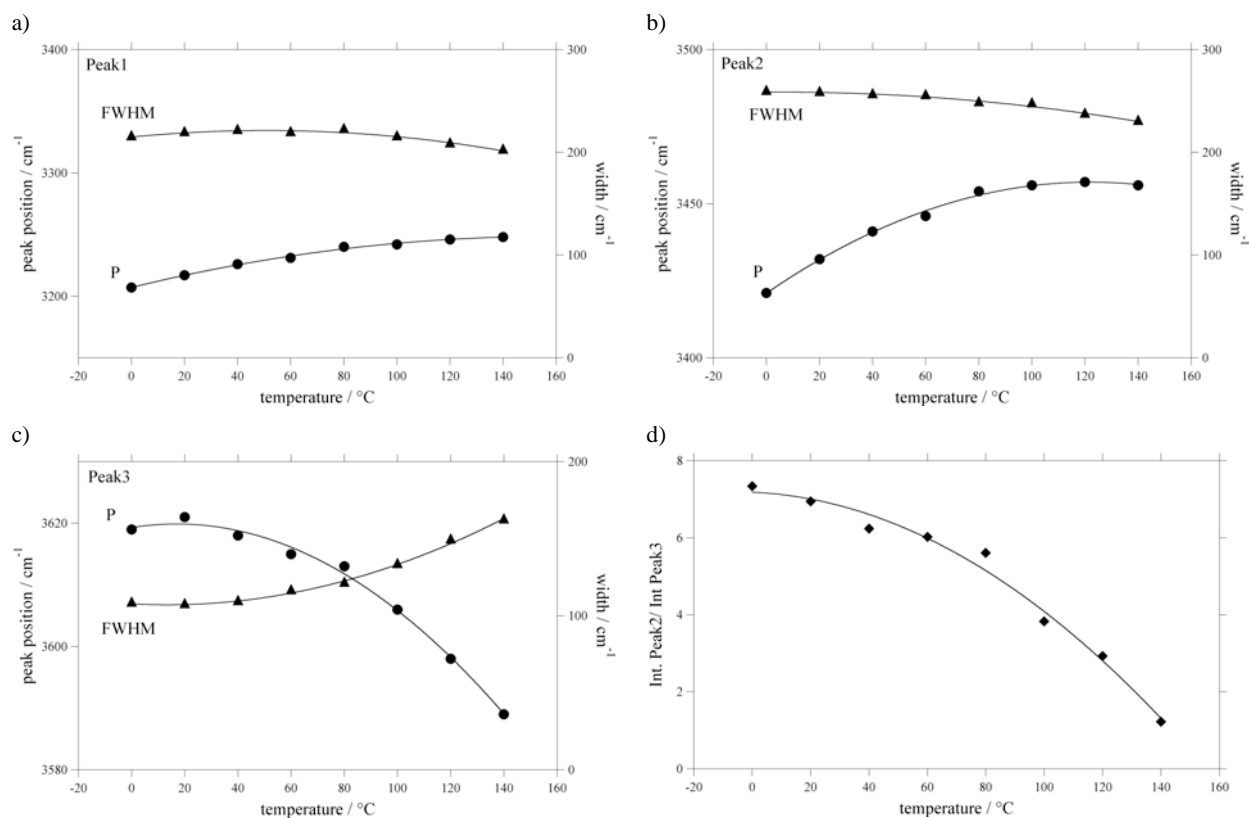 a)
Peak1
FWHM
P
3400
3300
3200
peak position / cm-1
300
200
100
0
width / cm-1
-20 0 20 40 60 80 100 120 140 160
temperature / °C
b)
Peak2
FWHM
P
3500
3450
3400
peak position / cm-1
300
200
100
0
width / cm-1
-20 0 20 40 60 80 100 120 140 160
temperature / °C
c)
Peak3
P
FWHM
3620
3600
3580
peak position / cm-1
200
100
0
width / cm-1
-20 0 20 40 60 80 100 120 140 160
temperature / °C
d)
8
6
4
2
0
Int. Peak2/ Int Peak3
-20 0 20 40 60 80 100 120 140 160
temperature / °C